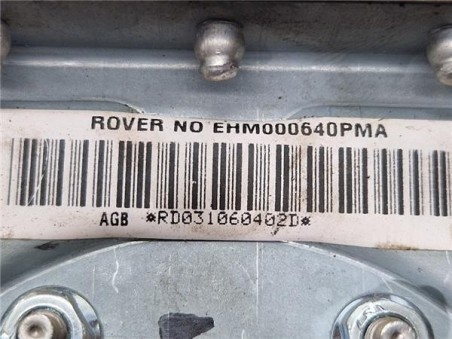 ROVER NO EHM000640PMA
AGB *RD031060402D*